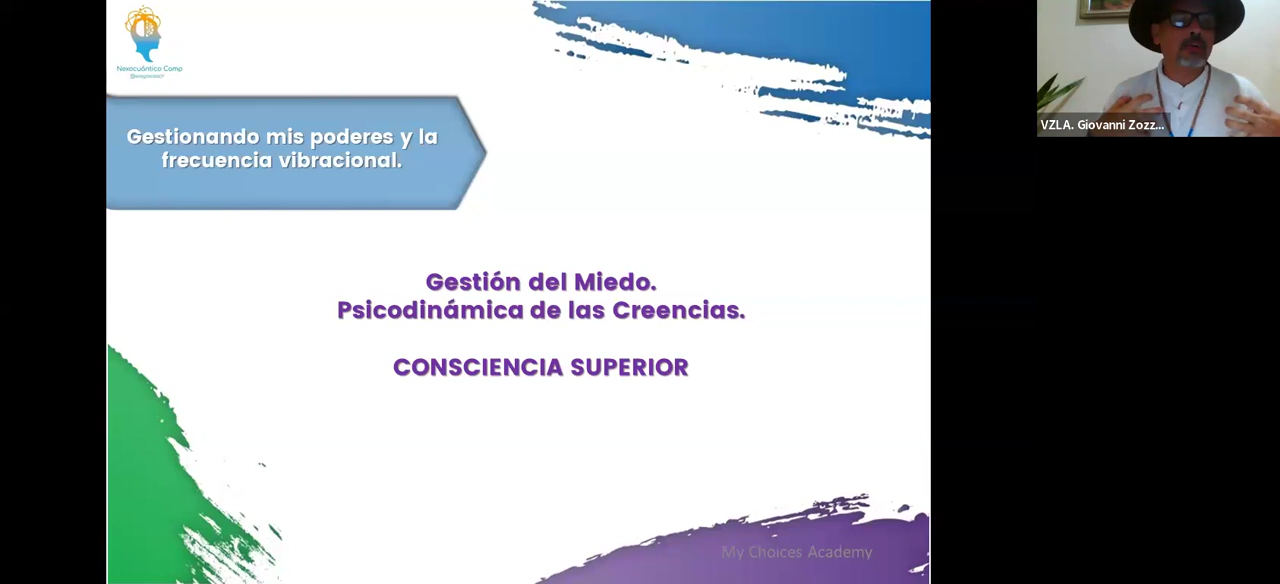 Nexocuántico Camp
Gestionando mis poderes y la
frecuencia vibracional.
VZLA. Giovanni Zozz...
Gestión del Miedo.
Psicodinámica de las Creencias.
CONSCIENCIA SUPERIOR
My Choices Academy